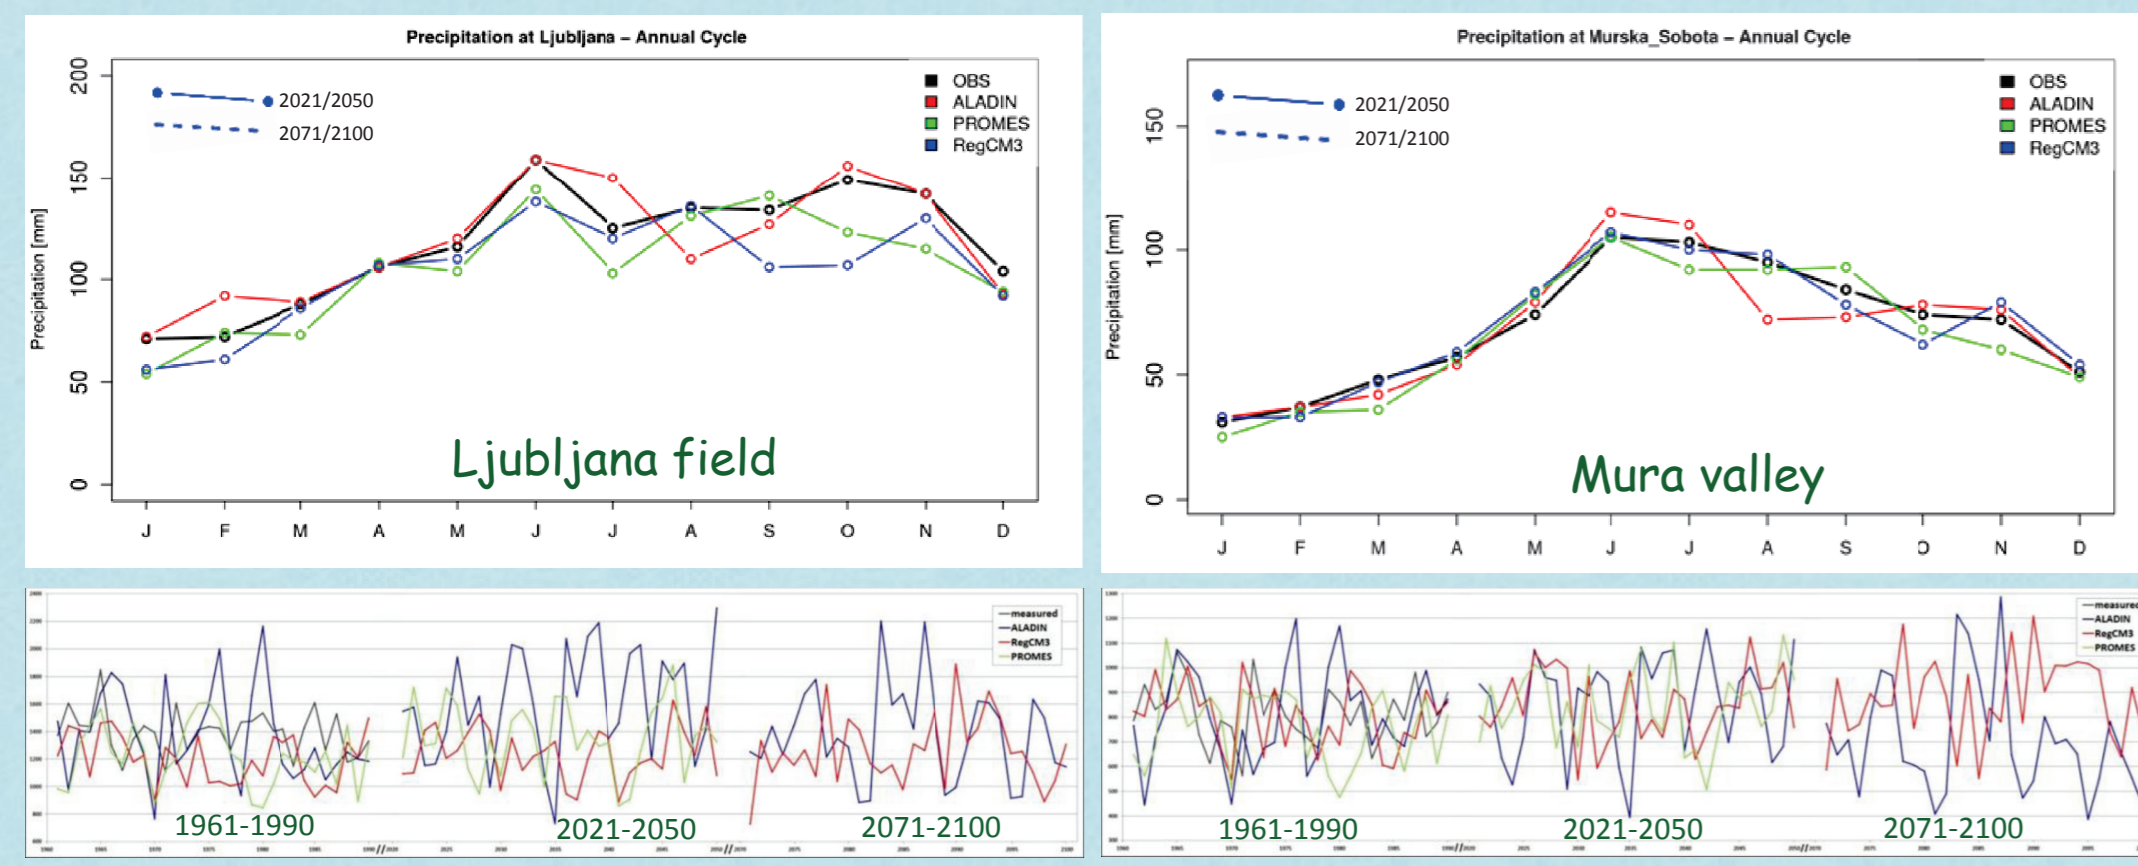 Precipitation at Ljubljana – Annual Cycle
Precipitation [mm]
200
150
100
50
0
2021/2050
2071/2100
OBS
ALADIN
PROMES
RegCM3
Ljubljana field
J F M A M J J A S O N D
Precipitation at Murska_Sobota – Annual Cycle
Precipitation [mm]
150
100
50
0
2021/2050
2071/2100
OBS
ALADIN
PROMES
RegCM3
Mura valley
J F M A M J J A S O N D
measured
ALADIN
RegCM3
PROMES
1961-1990
2021-2050
2071-2100
measured
ALADIN
RegCM3
PROMES
1961-1990
2021-2050
2071-2100